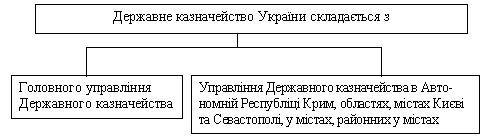 Державне казначейство України складається з
Головного управління
Державного казначейства
Управління Державного казначейства в Авто-
номній Республіці Крим, областях, містах Києві
та Севастополі, у містах, районних у містах